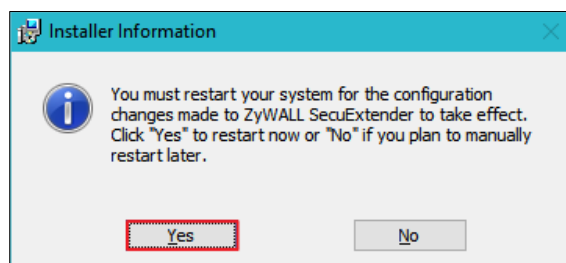 Installer Information
You must restart your system for the configuration
changes made to ZyWALL SecuExtender to take effect.
Click "Yes" to restart now or "No" if you plan to manually
restart later.
Yes
No